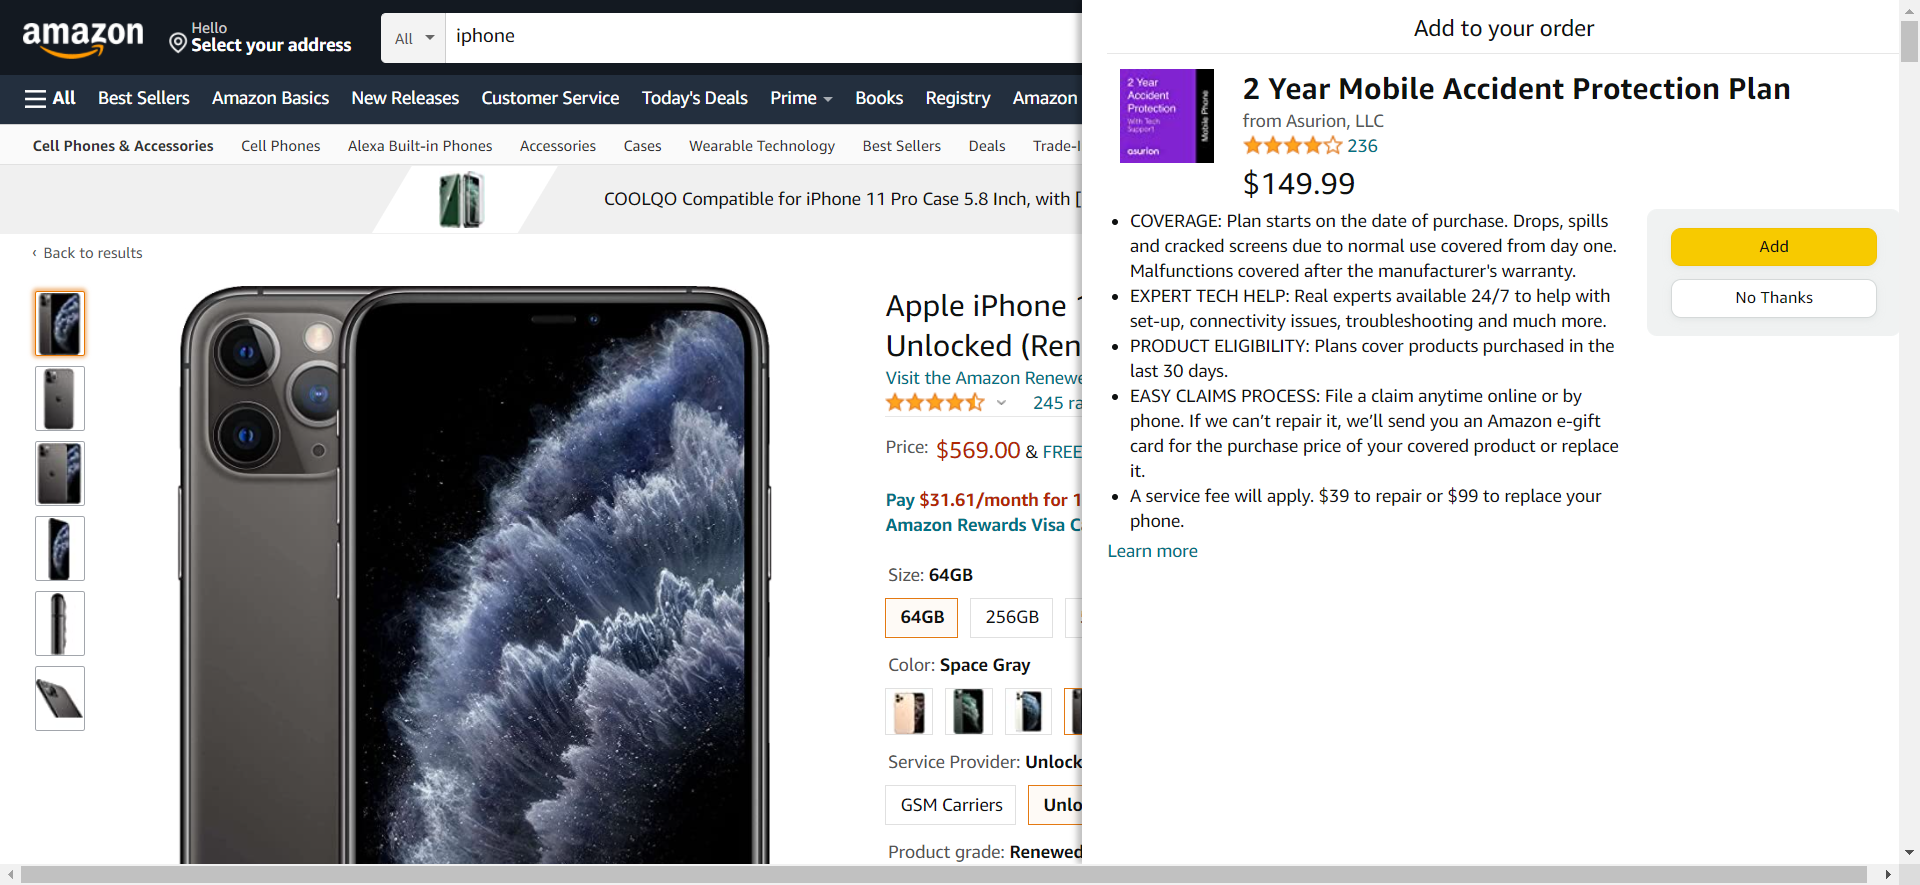 amazon
Hello
Select your address
All
iphone
All
Best Sellers
Amazon Basics
New Releases
Customer Service
Today's Deals
Prime
Books
Registry
Amazon
Cell Phones & Accessories
Cell Phones
Alexa Built-in Phones
Accessories
Cases
Wearable Technology
Best Sellers
Deals
Trade-I
COOLQO Compatible for iPhone 11 Pro Case 5.8 Inch, with [
‹ Back to results
Apple iPhone 1
Unlocked (Ren
Visit the Amazon Renewe
245 ra
Price: $569.00 & FREE
Pay $31.61/month for 1
Amazon Rewards Visa C
Size: 64GB
64GB
256GB
Color: Space Gray
Service Provider: Unlock
GSM Carriers
Unlo
Product grade: Renewed
Add to your order
2 Year
Accident
Protection
With Tech
Support
asurion
Mobile Phone
2 Year Mobile Accident Protection Plan
from Asurion, LLC
236
$149.99
• COVERAGE: Plan starts on the date of purchase. Drops, spills
and cracked screens due to normal use covered from day one.
Malfunctions covered after the manufacturer's warranty.
• EXPERT TECH HELP: Real experts available 24/7 to help with
set-up, connectivity issues, troubleshooting and much more.
• PRODUCT ELIGIBILITY: Plans cover products purchased in the
last 30 days.
• EASY CLAIMS PROCESS: File a claim anytime online or by
phone. If we can’t repair it, we’ll send you an Amazon e-gift
card for the purchase price of your covered product or replace
it.
• A service fee will apply. $39 to repair or $99 to replace your
phone.
Learn more
Add
No Thanks